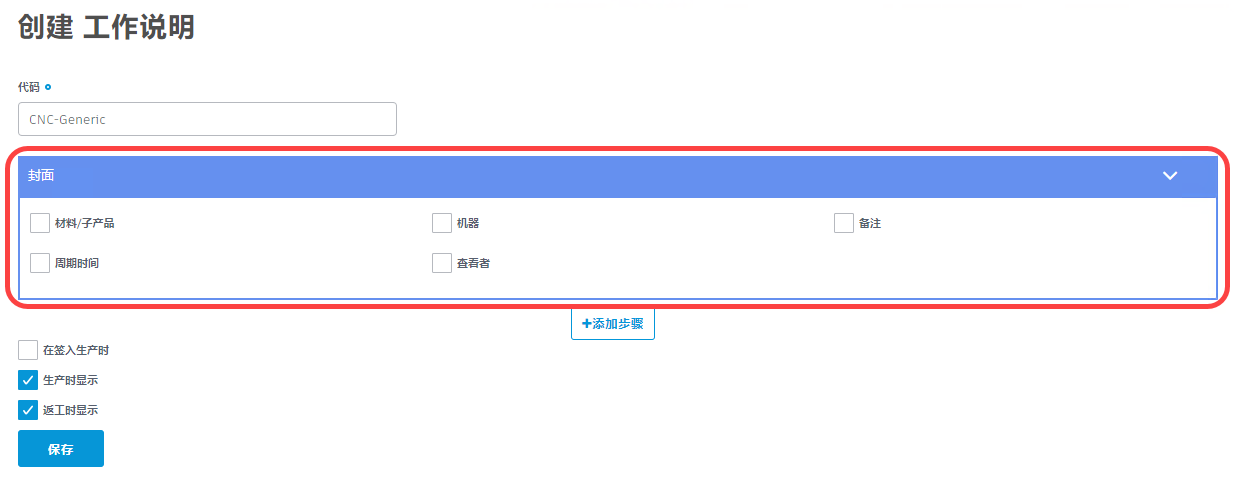 创建 工作说明
代码
CNC-Generic
封面
材料/子产品 机器 备注
周期时间 查看者
+添加步骤
在签入生产时
生产时显示
返工时显示
保存